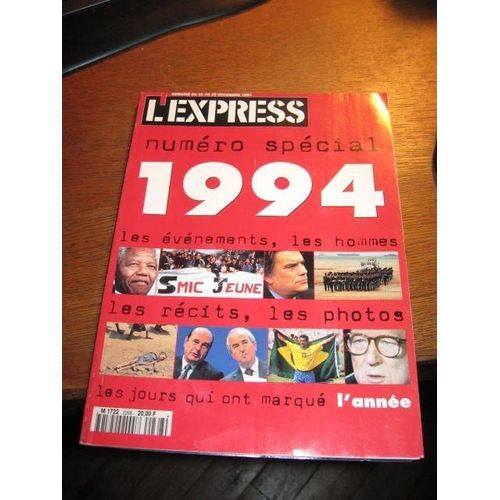 L'EXPRESS
numéro spécial
1994
les événements, les hommes
SMIC JEUNE
les récits, les photos
les jours qui ont marqué l'année
M 1722 20,00 F